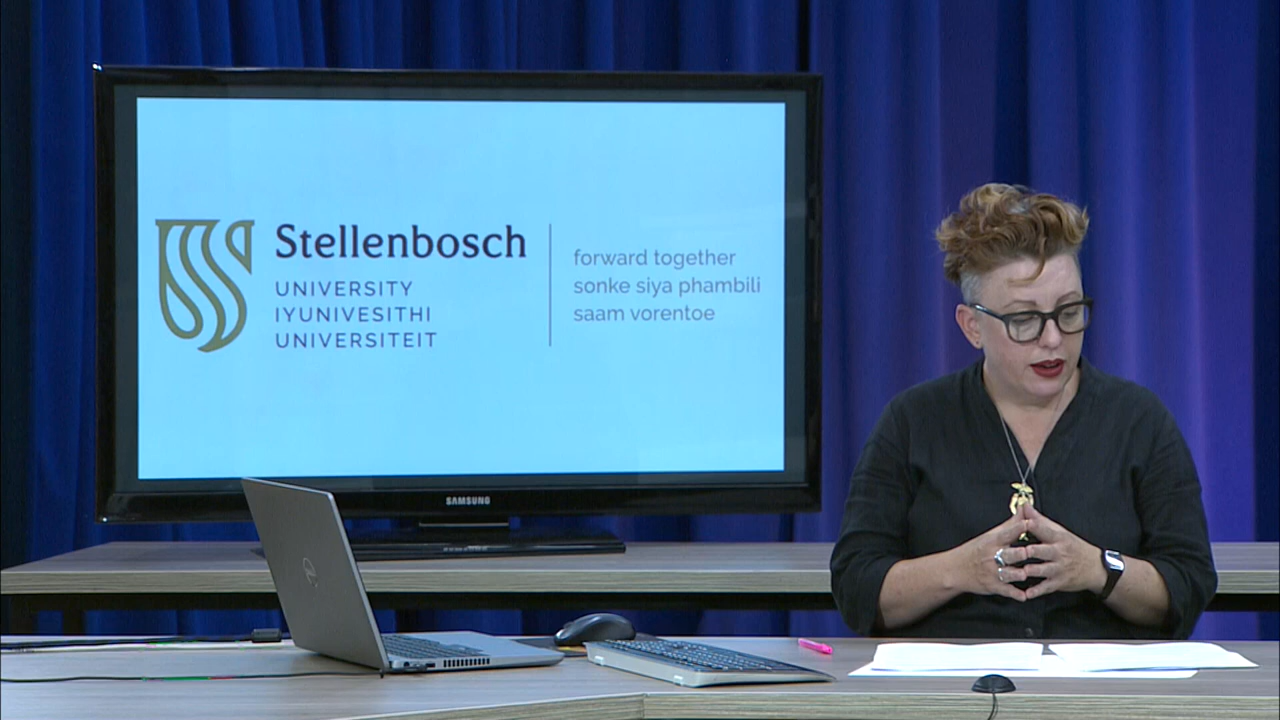 Stellenbosch
UNIVERSITY
IYUNIVESITHI
UNIVERSITEIT
forward together
sonke siya phambili
saam vorentoe
SAMSUNG